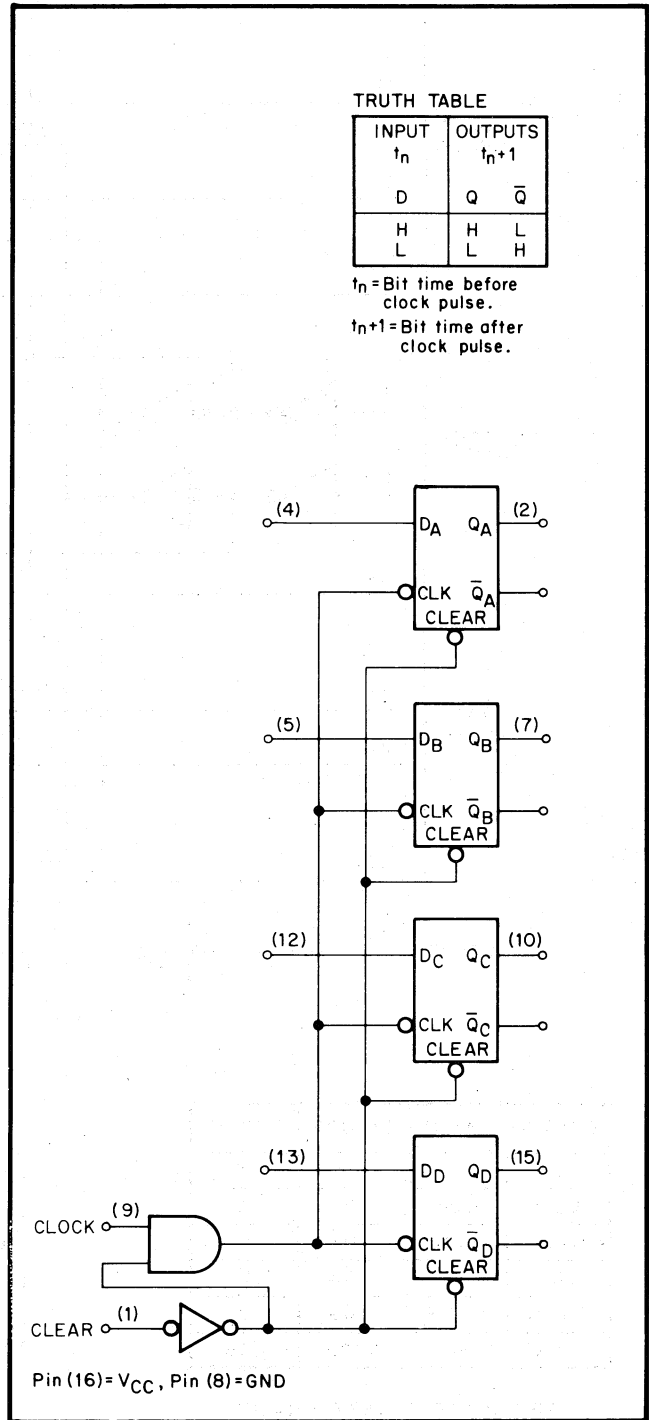 TRUTH TABLE
INPUT OUTPUTS
tn tn+1
D Q Q̅
H H L
L L H
tn = Bit time before
clock pulse.
tn+1 = Bit time after
clock pulse.
(4) DA QA (2)
CLK Q̅A
CLEAR
(5) DB QB (7)
CLK Q̅B
CLEAR
(12) DC QC (10)
CLK Q̅C
CLEAR
(13) DD QD (15)
CLOCK (9)
CLK Q̅D
CLEAR
CLEAR (1)
Pin (16) = VCC, Pin (8) = GND